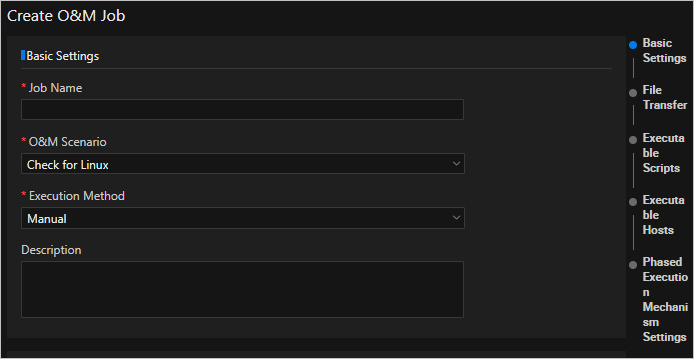 Create O&M Job
Basic Settings
* Job Name
* O&M Scenario
Check for Linux
* Execution Method
Manual
Description
Basic
Settings
File
Transfer
Executa
ble
Scripts
Executa
ble
Hosts
Phased
Executio
n
Mechani
sm
Settings